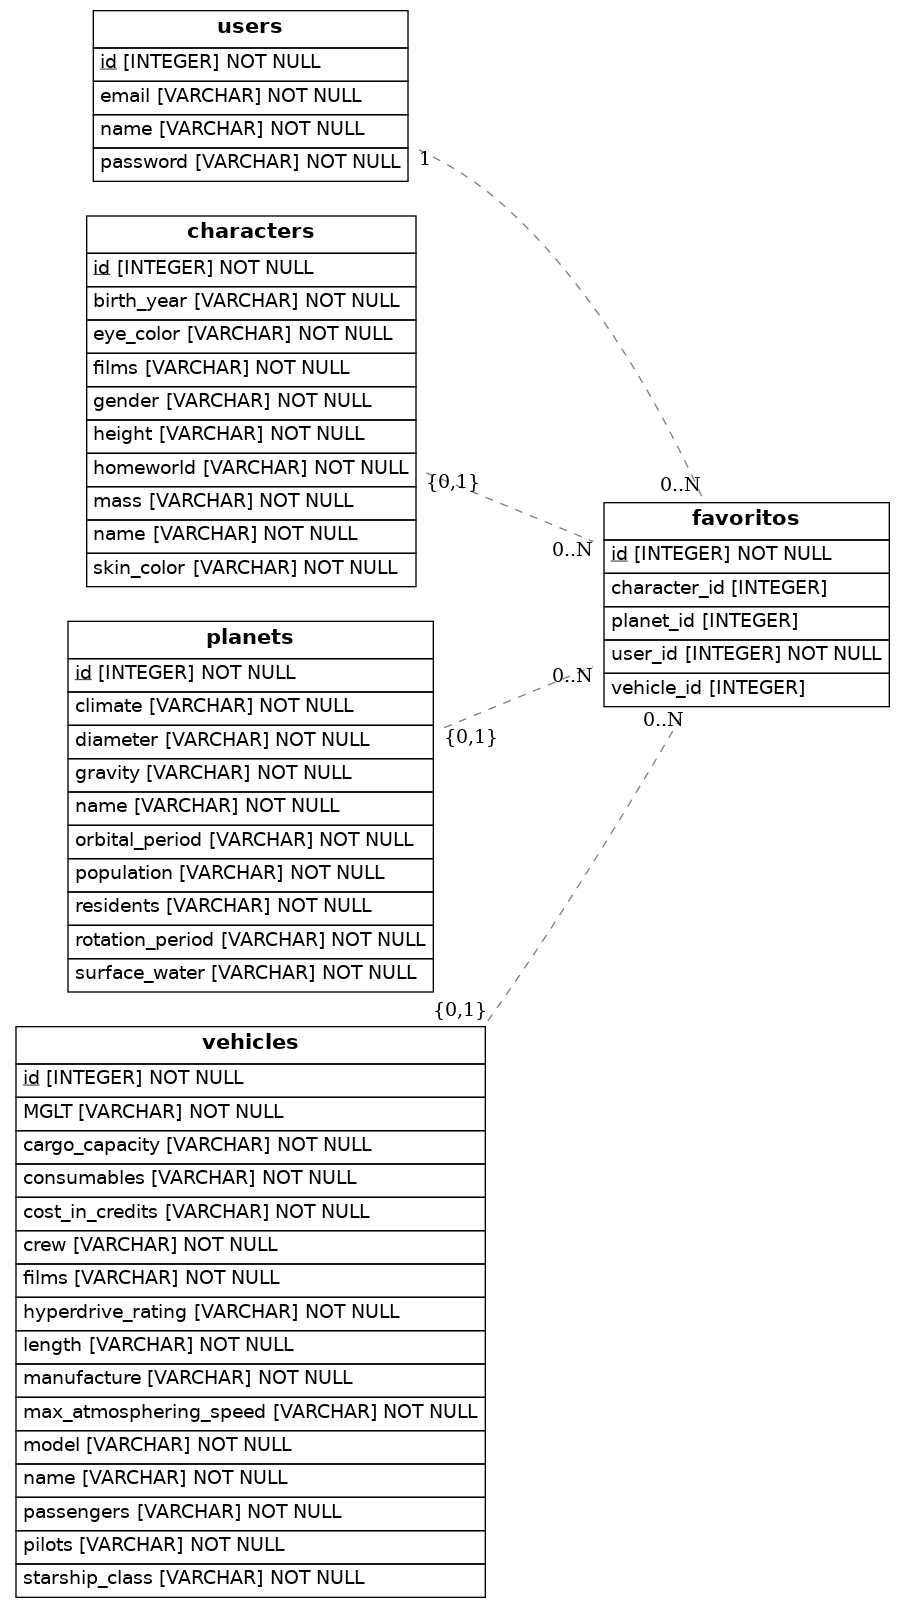 users
id [INTEGER] NOT NULL
email [VARCHAR] NOT NULL
name [VARCHAR] NOT NULL
password [VARCHAR] NOT NULL
1
characters
id [INTEGER] NOT NULL
birth_year [VARCHAR] NOT NULL
eye_color [VARCHAR] NOT NULL
films [VARCHAR] NOT NULL
gender [VARCHAR] NOT NULL
height [VARCHAR] NOT NULL
homeworld [VARCHAR] NOT NULL
mass [VARCHAR] NOT NULL
name [VARCHAR] NOT NULL
skin_color [VARCHAR] NOT NULL
{0,1}
0..N
0..N
favoritos
id [INTEGER] NOT NULL
character_id [INTEGER]
planet_id [INTEGER]
user_id [INTEGER] NOT NULL
vehicle_id [INTEGER]
0..N
0..N
planets
id [INTEGER] NOT NULL
climate [VARCHAR] NOT NULL
diameter [VARCHAR] NOT NULL
gravity [VARCHAR] NOT NULL
name [VARCHAR] NOT NULL
orbital_period [VARCHAR] NOT NULL
population [VARCHAR] NOT NULL
residents [VARCHAR] NOT NULL
rotation_period [VARCHAR] NOT NULL
surface_water [VARCHAR] NOT NULL
{0,1}
{0,1}
vehicles
id [INTEGER] NOT NULL
MGLT [VARCHAR] NOT NULL
cargo_capacity [VARCHAR] NOT NULL
consumables [VARCHAR] NOT NULL
cost_in_credits [VARCHAR] NOT NULL
crew [VARCHAR] NOT NULL
films [VARCHAR] NOT NULL
hyperdrive_rating [VARCHAR] NOT NULL
length [VARCHAR] NOT NULL
manufacture [VARCHAR] NOT NULL
max_atmosphering_speed [VARCHAR] NOT NULL
model [VARCHAR] NOT NULL
name [VARCHAR] NOT NULL
passengers [VARCHAR] NOT NULL
pilots [VARCHAR] NOT NULL
starship_class [VARCHAR] NOT NULL